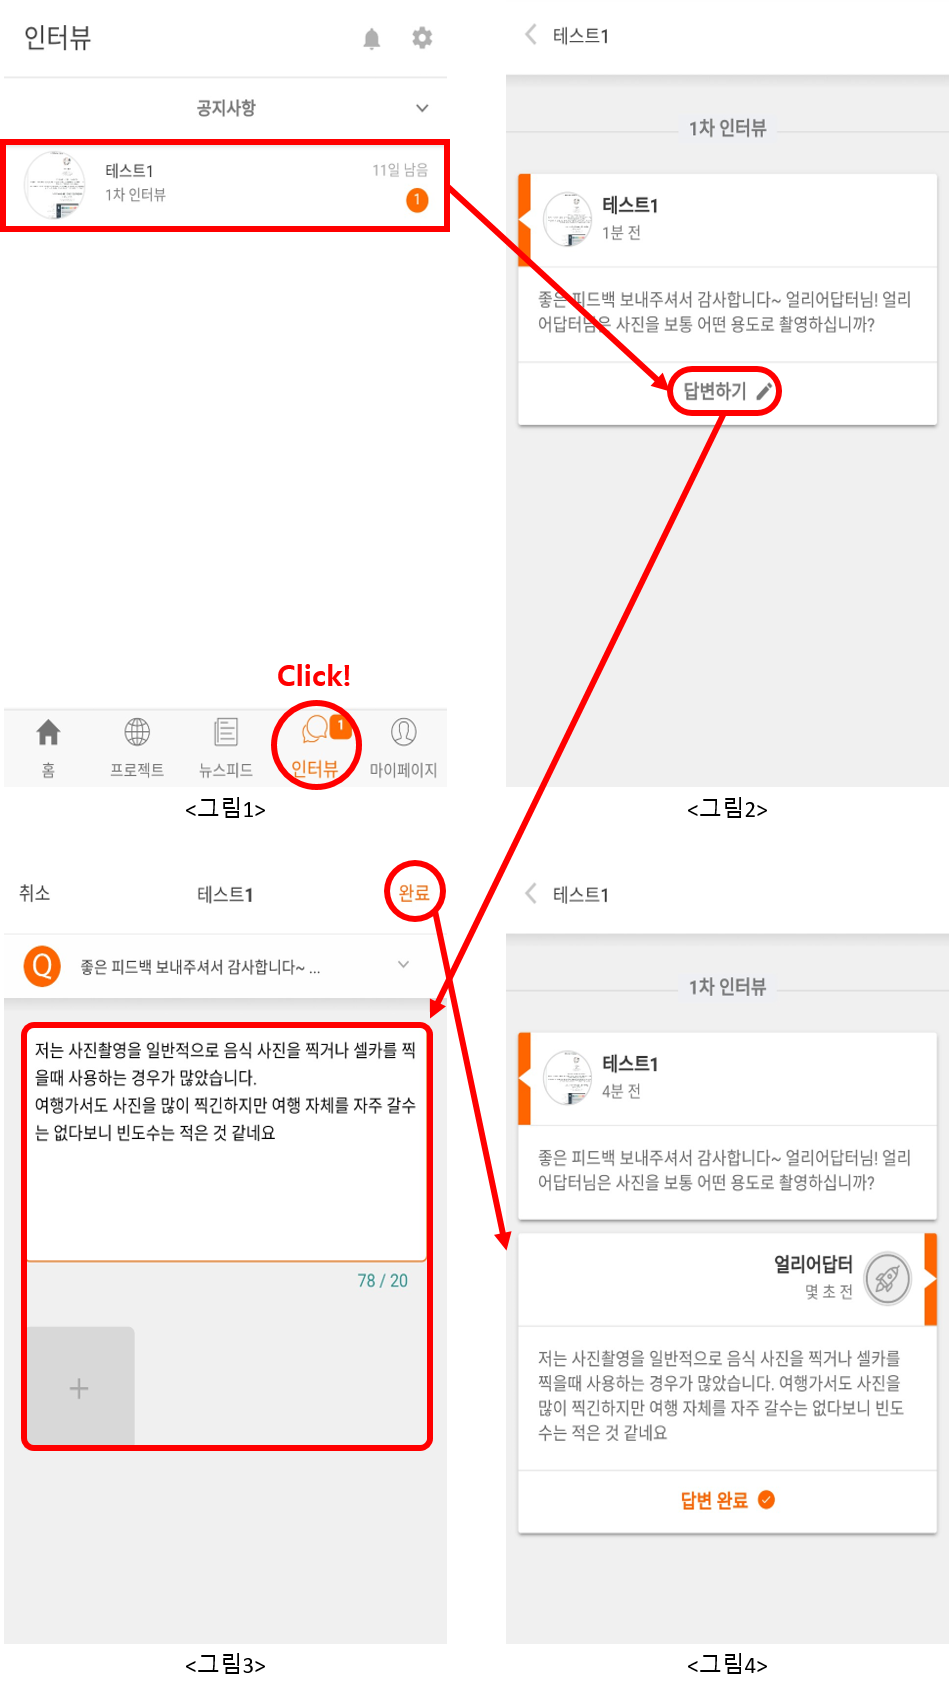 인터뷰
공지사항
테스트1
11일 남음
1차 인터뷰
1
Click!
1
홈
프로젝트
뉴스피드
인터뷰
마이페이지
<그림1>
테스트1
1차 인터뷰
테스트1
1분 전
좋은 피드백 보내주셔서 감사합니다~ 얼리어답터님! 얼리
어답터님은 사진을 보통 어떤 용도로 촬영하십니까?
답변하기
<그림2>
취소
테스트1
완료
Q
좋은 피드백 보내주셔서 감사합니다~ ...
저는 사진촬영을 일반적으로 음식 사진을 찍거나 셀카를 찍
을때 사용하는 경우가 많았습니다.
여행가서도 사진을 많이 찍긴하지만 여행 자체를 자주 갈수
는 없다보니 빈도수는 적은 것 같네요
78 / 20
<그림3>
테스트1
1차 인터뷰
테스트1
4분 전
좋은 피드백 보내주셔서 감사합니다~ 얼리어답터님! 얼리
어답터님은 사진을 보통 어떤 용도로 촬영하십니까?
얼리어답터
몇 초 전
저는 사진촬영을 일반적으로 음식 사진을 찍거나 셀카를
찍을때 사용하는 경우가 많았습니다. 여행가서도 사진을
많이 찍긴하지만 여행 자체를 자주 갈수는 없다보니 빈도
수는 적은 것 같네요
답변 완료
<그림4>